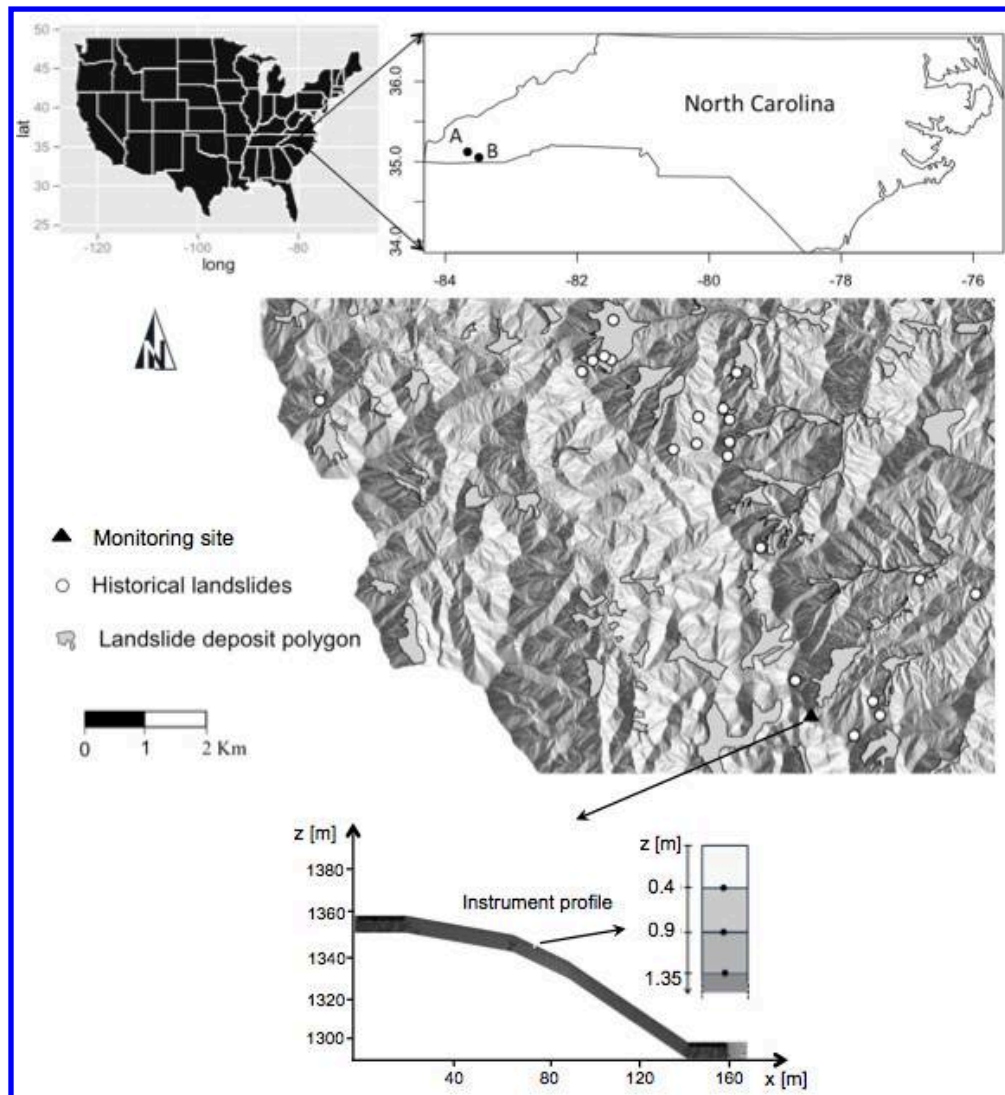 50
45
40
35
30
25
lat
-120
-100
-80
long
36.0
35.0
34.0
North Carolina
A
B
-84
-82
-80
-78
-76
N
Monitoring site
Historical landslides
Landslide deposit polygon
0 1 2 Km
z [m]
1380
1360
1340
1320
1300
40 80 120 160
x [m]
Instrument profile
z [m]
0.4
0.9
1.35